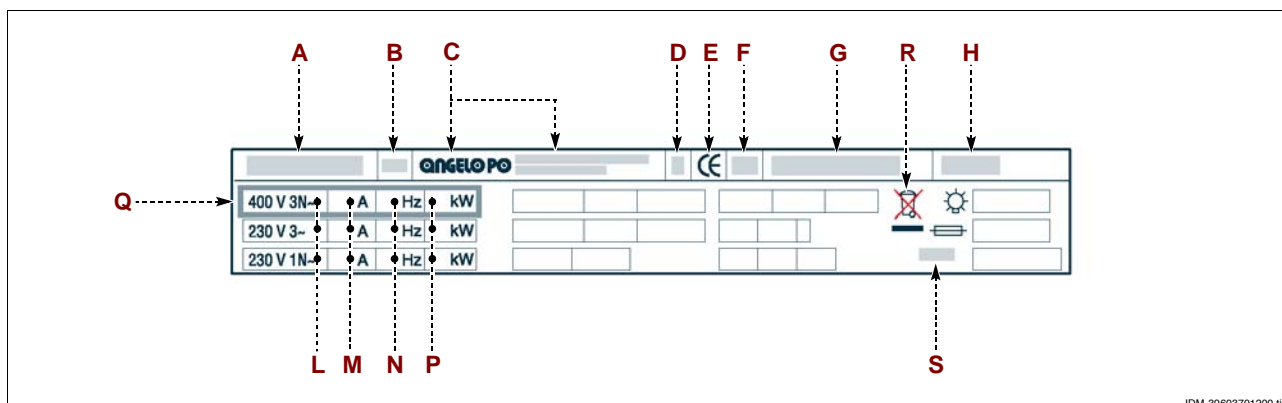 A B C D E F G R H
ANGELO PO CE
Q 400 V 3N~ A Hz kW
230 V 3~ A Hz kW
230 V 1N~ A Hz kW
L M N P S